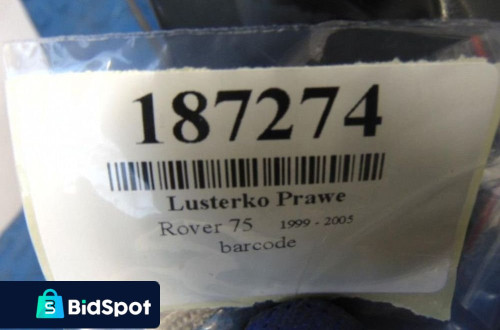 187274
Lusterko Prawe
Rover 75 1999 - 2005
barcode
BidSpot